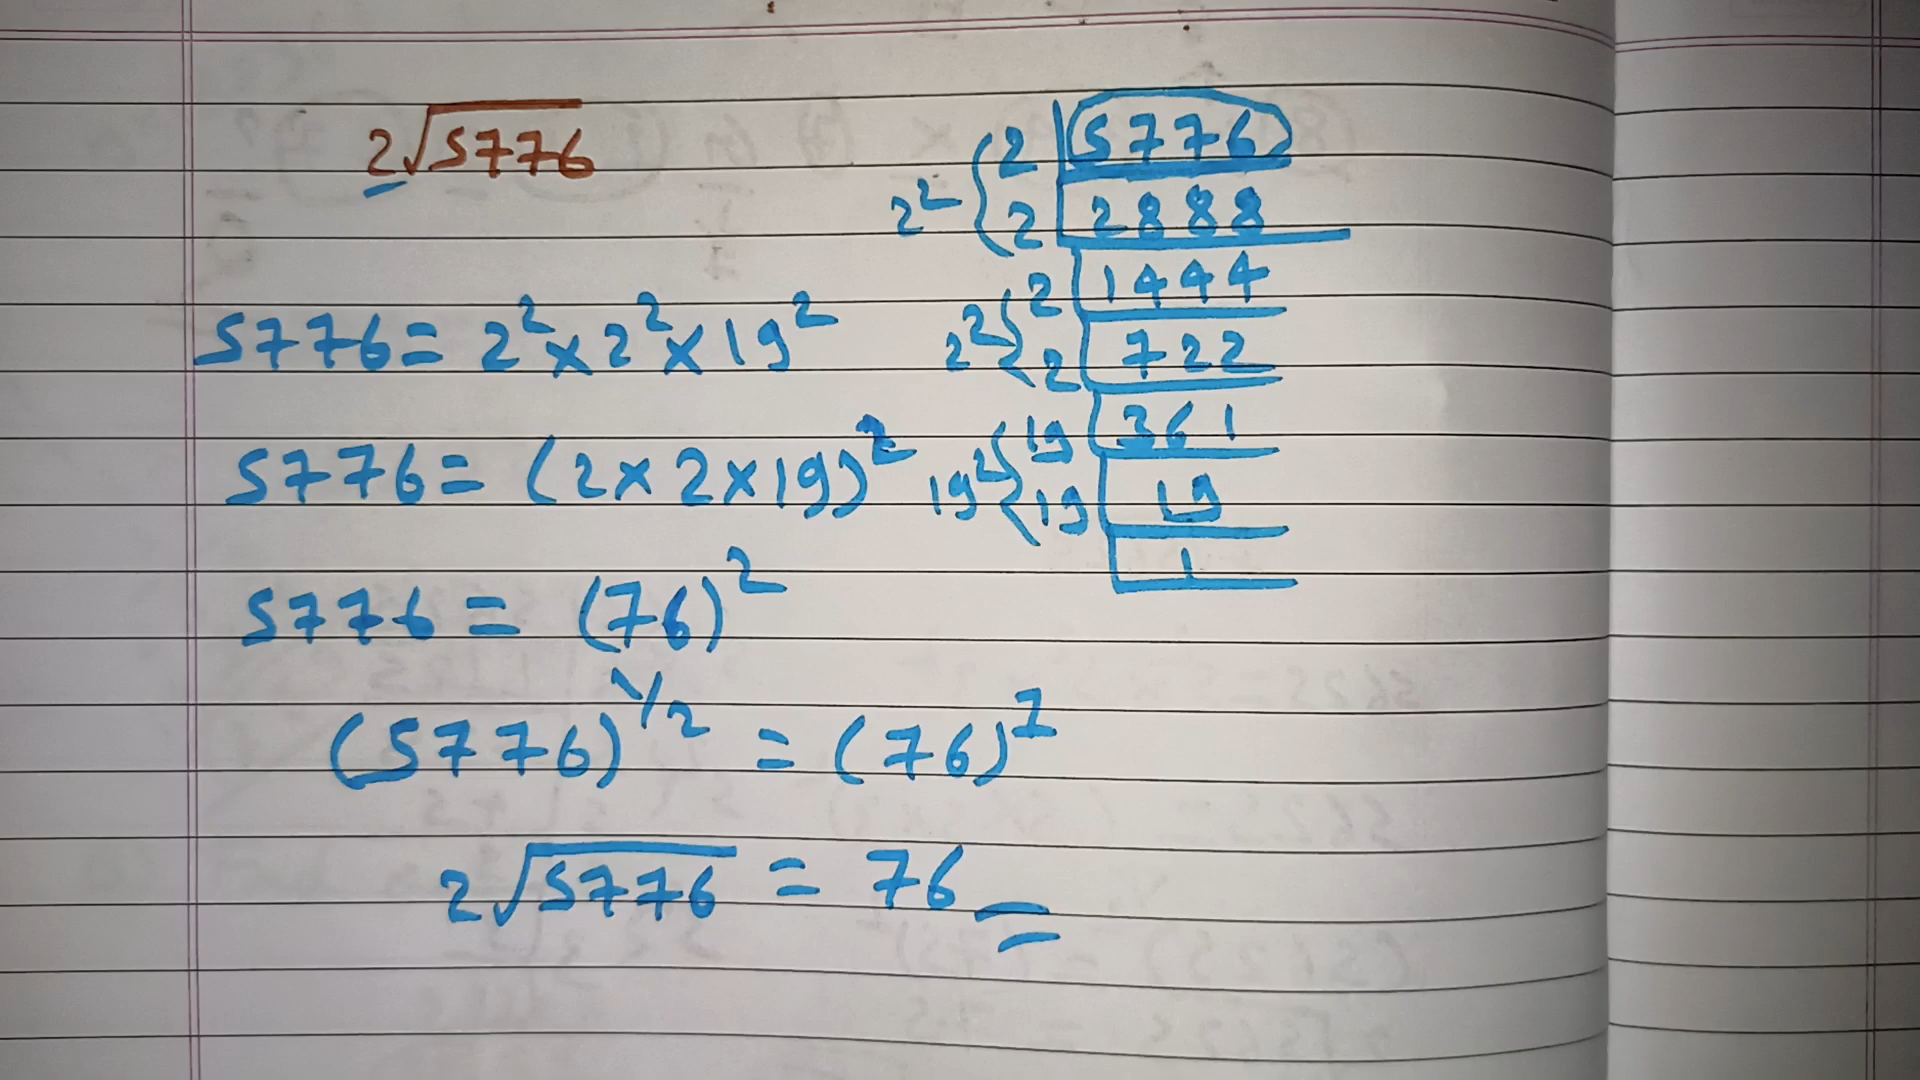 2√5776
5776 = 2² × 2² × 19²
5776 = (2 × 2 × 19)²
5776 = (76)²
(5776)^1/2 = (76)^1
2√5776 = 76
2² { 2 | 5776
2 | 2888
2² { 2 | 1444
2 | 722
19² { 19 | 361
19 | 19
1